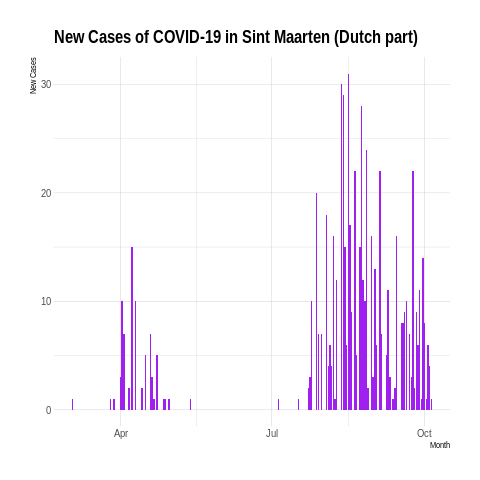 New Cases of COVID-19 in Sint Maarten (Dutch part)
New Cases
30
20
10
0
Apr
Jul
Oct
Month